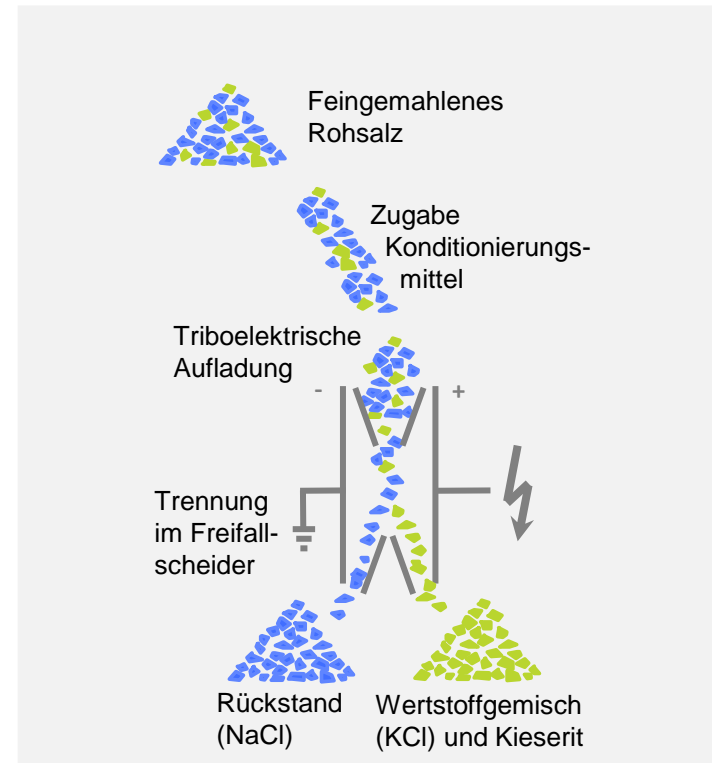 Feingemahlenes
Rohsalz
Zugabe
Konditionierungs-
mittel
Triboelektrische
Aufladung
- +
Trennung
im Freifall-
scheider
Rückstand
(NaCl)
Wertstoffgemisch
(KCl) und Kieserit